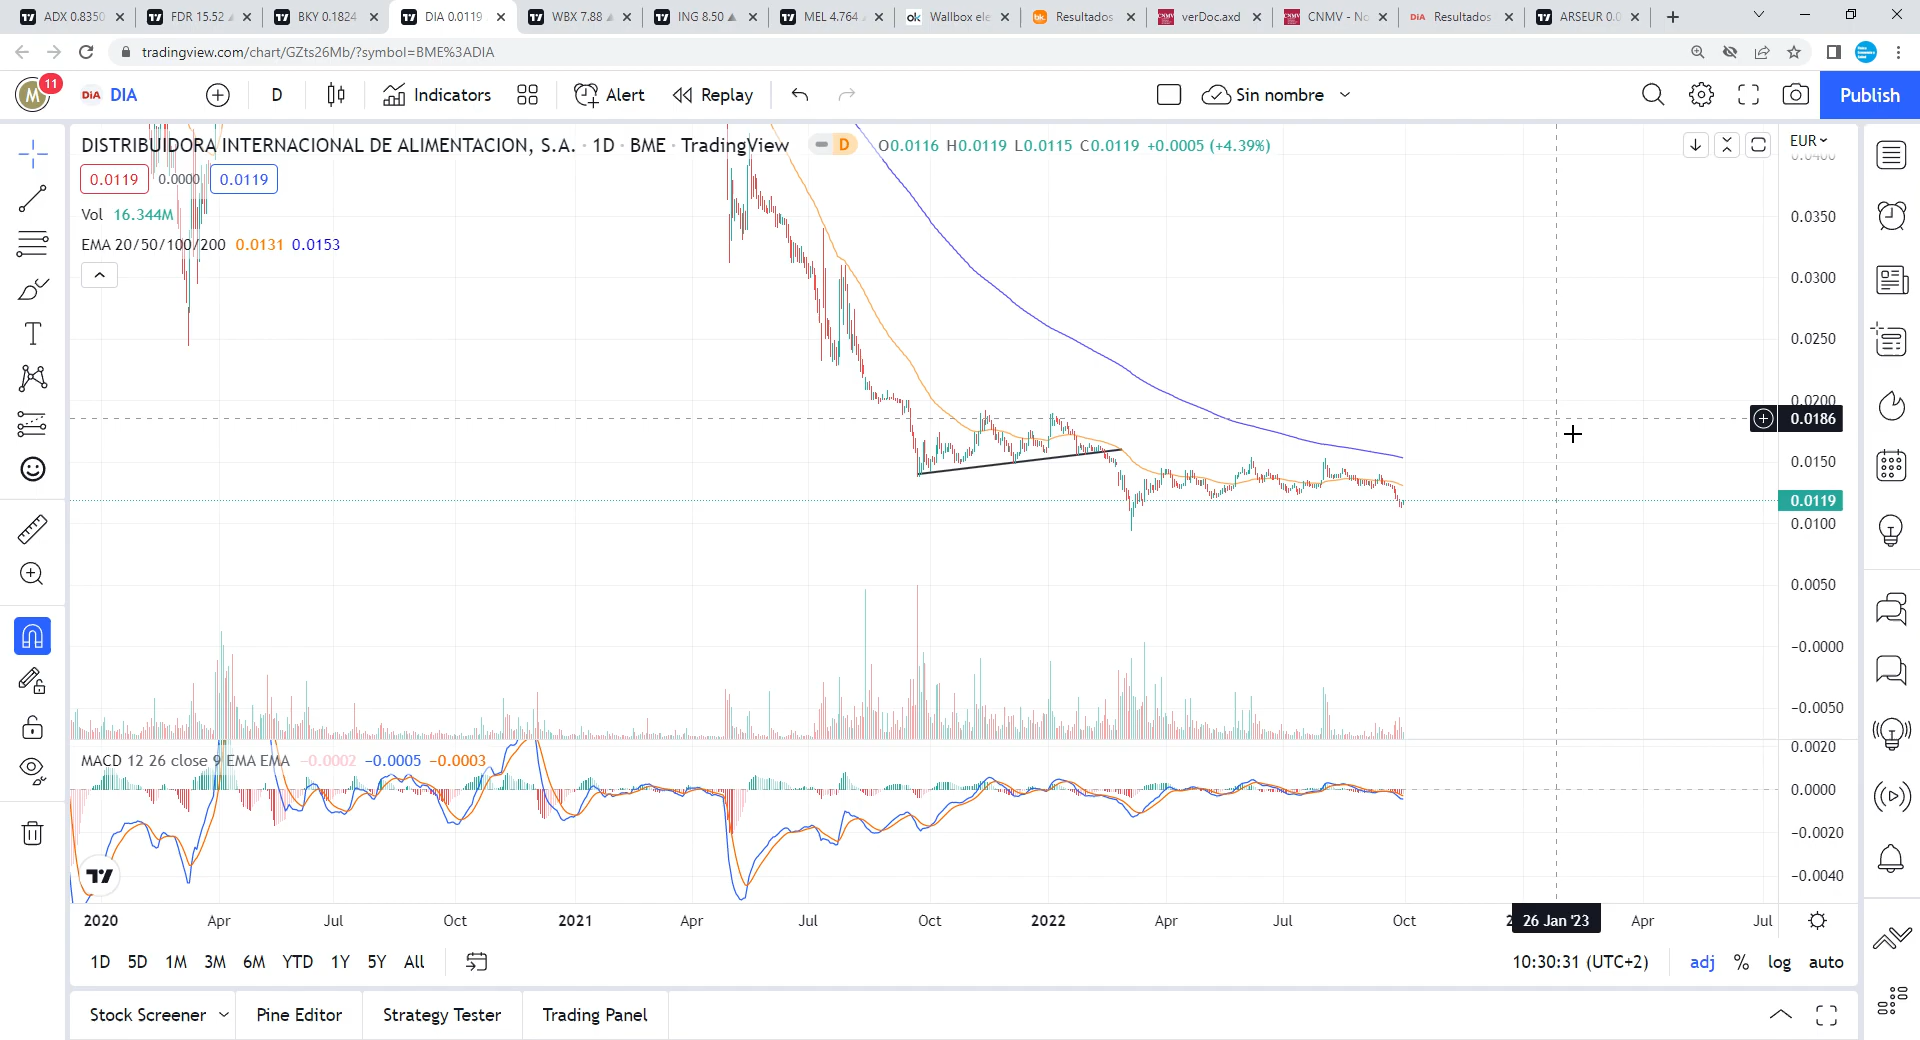 ADX 0.8350
FDR 15.52
BKY 0.1824
DIA 0.0119
WBX 7.88
ING 8.50
MEL 4.764
ok Wallbox ele
bk Resultados
CNMV verDoc.axd
CNMV CNMV - No
DiA Resultados
ARSEUR 0.0
tradingview.com/chart/GZts26Mb/?symbol=BME%3ADIA
M 11 DiA DIA D Indicators Alert Replay Sin nombre Publish
DISTRIBUIDORA INTERNACIONAL DE ALIMENTACION, S.A. · 1D · BME · TradingView D O0.0116 H0.0119 L0.0115 C0.0119 +0.0005 (+4.39%) EUR
0.0119 0.0000 0.0119
0.0400
Vol 16.344M
0.0350
EMA 20/50/100/200 0.0131 0.0153
0.0300
0.0250
0.0200
0.0186
0.0150
0.0119
0.0100
0.0050
−0.0000
−0.0050
0.0020
MACD 12 26 close 9 EMA EMA −0.0002 −0.0005 −0.0003
0.0000
−0.0020
−0.0040
2020 Apr Jul Oct 2021 Apr Jul Oct 2022 Apr Jul Oct 26 Jan '23 Apr Jul
1D 5D 1M 3M 6M YTD 1Y 5Y All 10:30:31 (UTC+2) adj % log auto
Stock Screener Pine Editor Strategy Tester Trading Panel